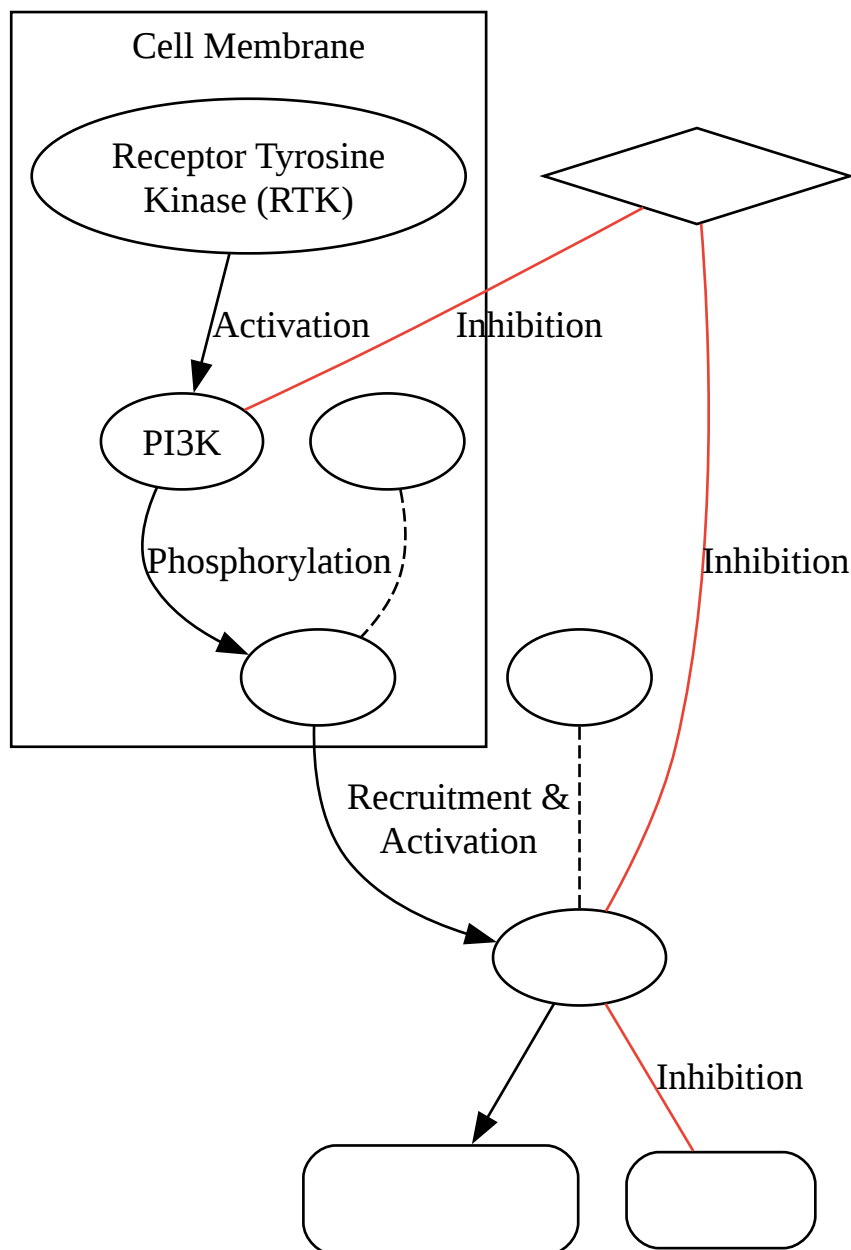 Cell Membrane
Receptor Tyrosine
Kinase (RTK)
Activation
Inhibition
PI3K
Phosphorylation
Inhibition
Recruitment &
Activation
Inhibition